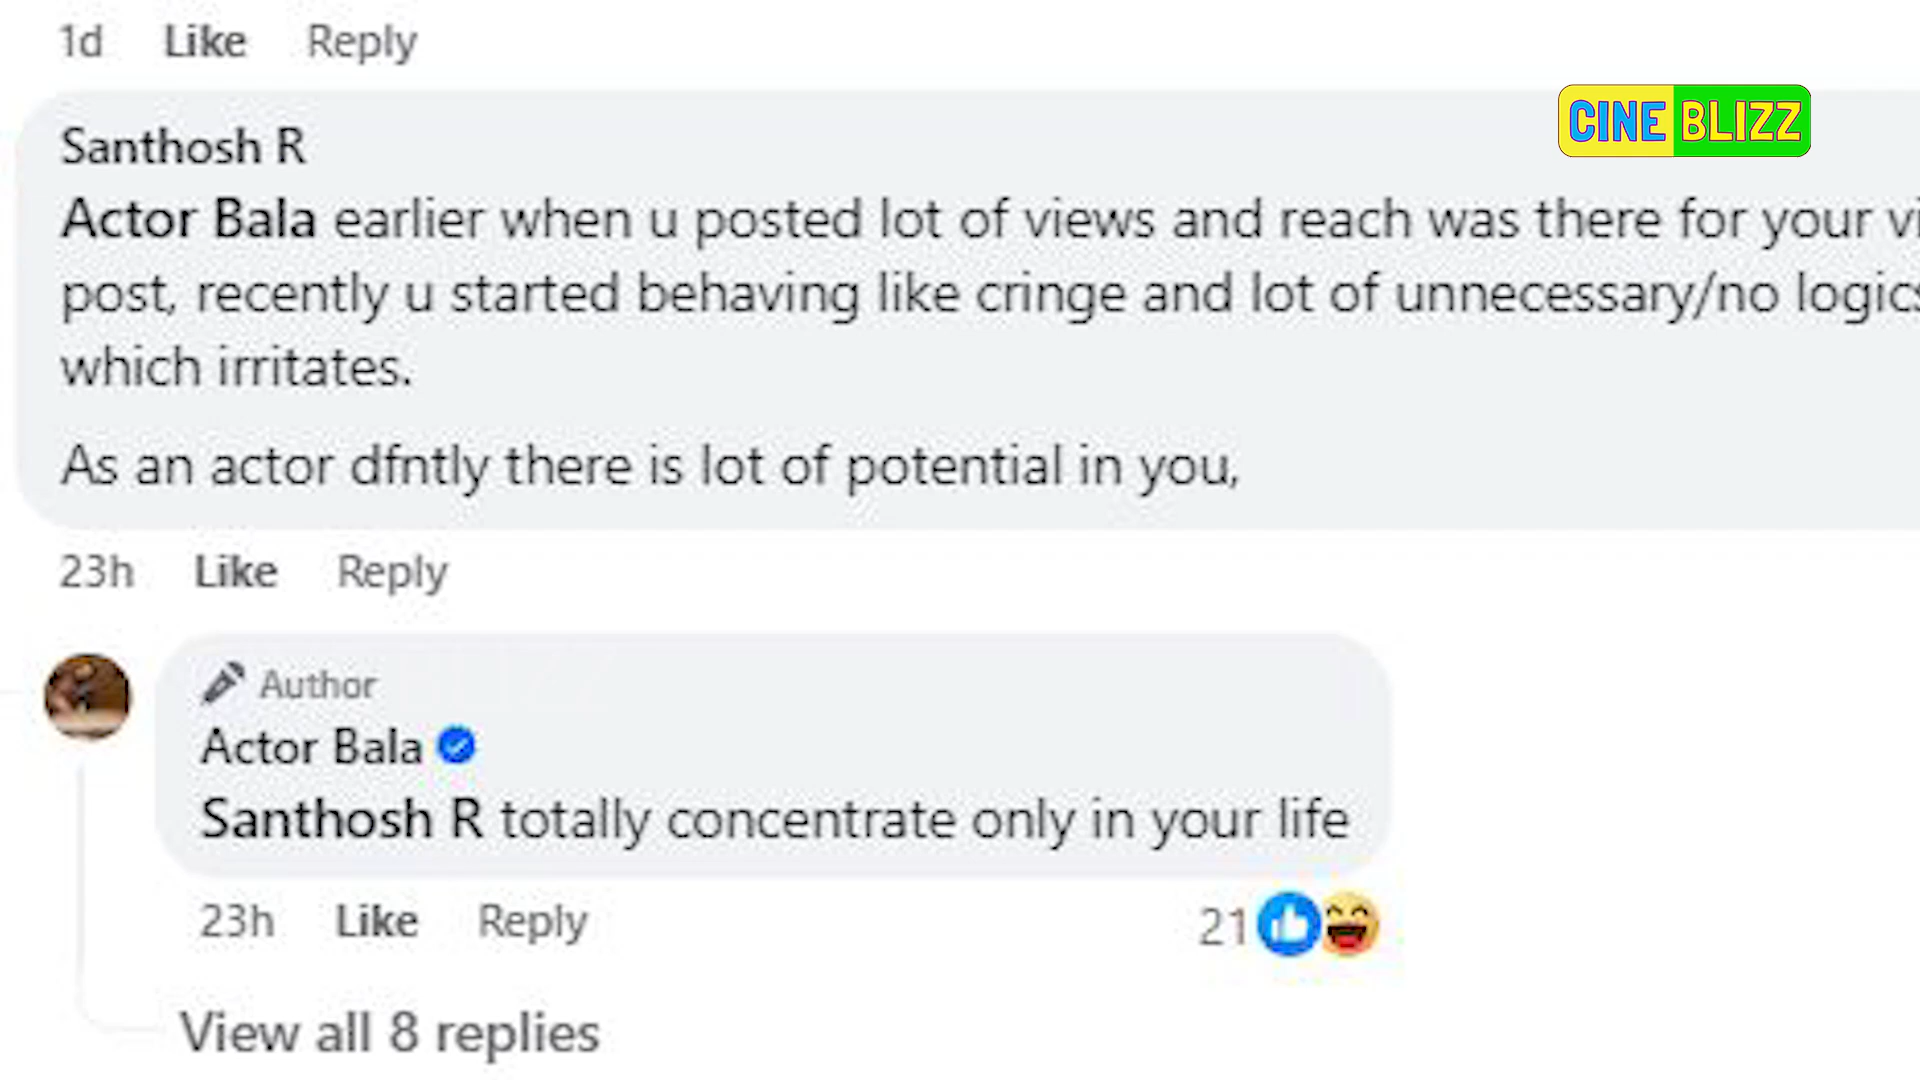 1d Like Reply
CINE BLIZZ
Santhosh R
Actor Bala earlier when u posted lot of views and reach was there for your
post, recently u started behaving like cringe and lot of unnecessary/no logics
which irritates.
As an actor dfntly there is lot of potential in you,
23h Like Reply
Author
Actor Bala
Santhosh R totally concentrate only in your life
23h Like Reply 21
View all 8 replies